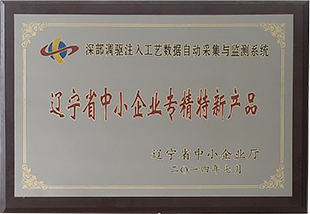 深部调驱注入工艺数据自动采集与监测系统
辽宁省中小企业专精特新产品
辽宁省中小企业厅
二〇一四年七月